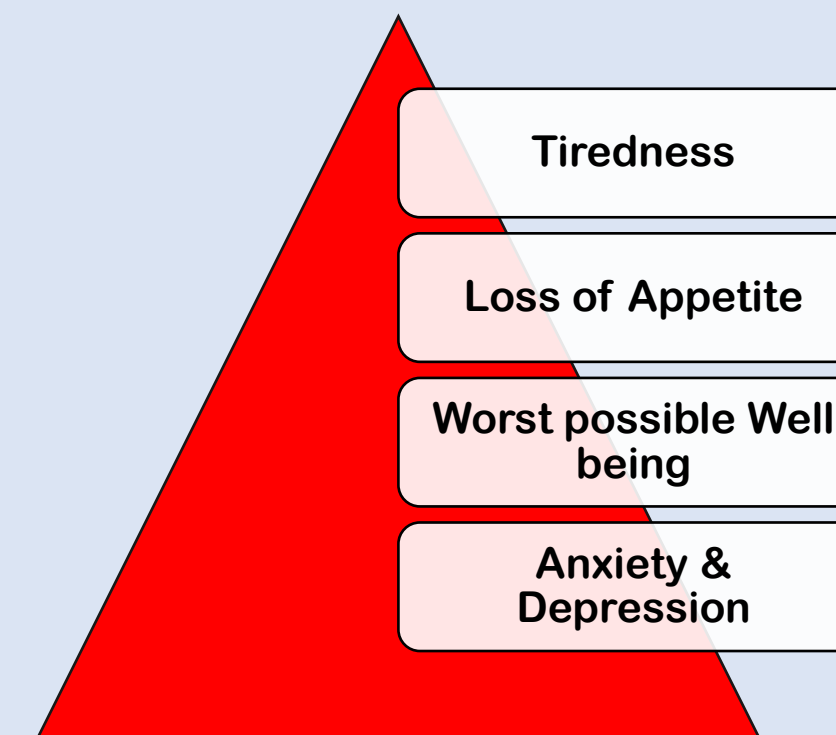 Tiredness
Loss of Appetite
Worst possible Well
being
Anxiety &
Depression